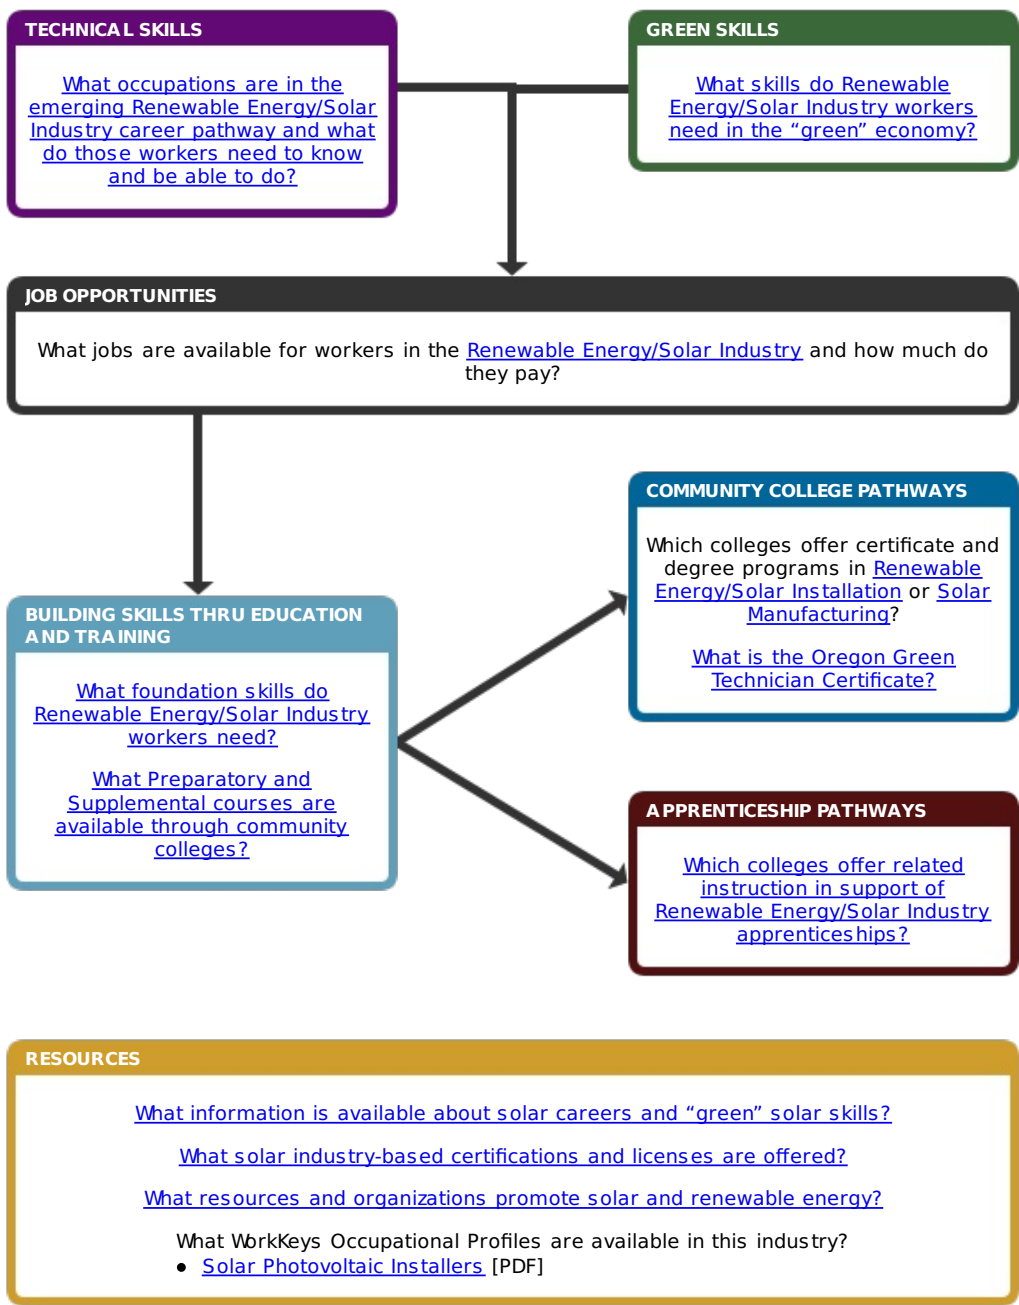 TECHNICAL SKILLS
What occupations are in the
emerging Renewable Energy/Solar
Industry career pathway and what
do those workers need to know
and be able to do?
GREEN SKILLS
What skills do Renewable
Energy/Solar Industry workers
need in the “green” economy?
JOB OPPORTUNITIES
What jobs are available for workers in the Renewable Energy/Solar Industry and how much do
they pay?
COMMUNITY COLLEGE PATHWAYS
Which colleges offer certificate and
degree programs in Renewable
Energy/Solar Installation or Solar
Manufacturing?
What is the Oregon Green
Technician Certificate?
BUILDING SKILLS THRU EDUCATION
AND TRAINING
What foundation skills do
Renewable Energy/Solar Industry
workers need?
What Preparatory and
Supplemental courses are
available through community
colleges?
APPRENTICESHIP PATHWAYS
Which colleges offer related
instruction in support of
Renewable Energy/Solar Industry
apprenticeships?
RESOURCES
What information is available about solar careers and “green” solar skills?
What solar industry-based certifications and licenses are offered?
What resources and organizations promote solar and renewable energy?
What WorkKeys Occupational Profiles are available in this industry?
• Solar Photovoltaic Installers [PDF]